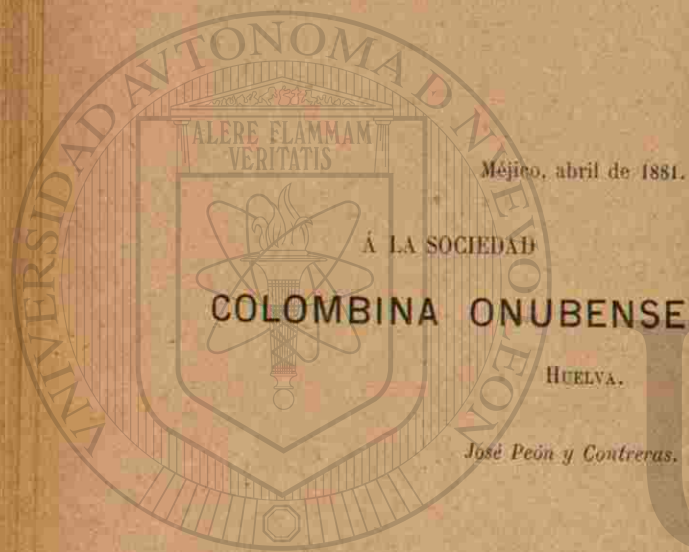 UNIVERSIDAD AUTONOMA D NUEVO LEON
ALERE FLAMMAM
VERITATIS
Méjico, abril de 1881.
Á LA SOCIEDAD
COLOMBINA ONUBENSE
HUELVA.
José Peón y Contreras.